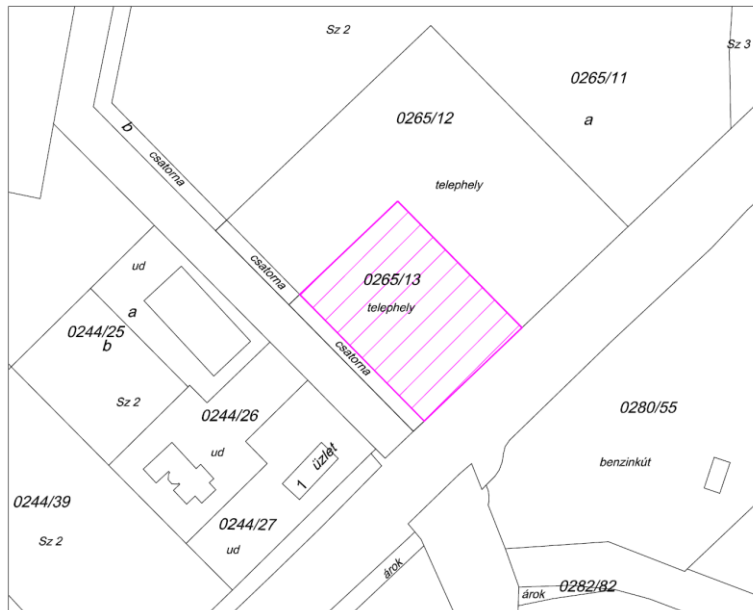 Sz 2
Sz 3
0265/11
a
0265/12
b
csatorna
telephely
csatorna
ud
0265/13
telephely
a
0244/25
b
csatorna
Sz 2
0244/26
ud
0280/55
üzlet
1
benzinkút
0244/39
Sz 2
0244/27
ud
árok
árok
0282/82